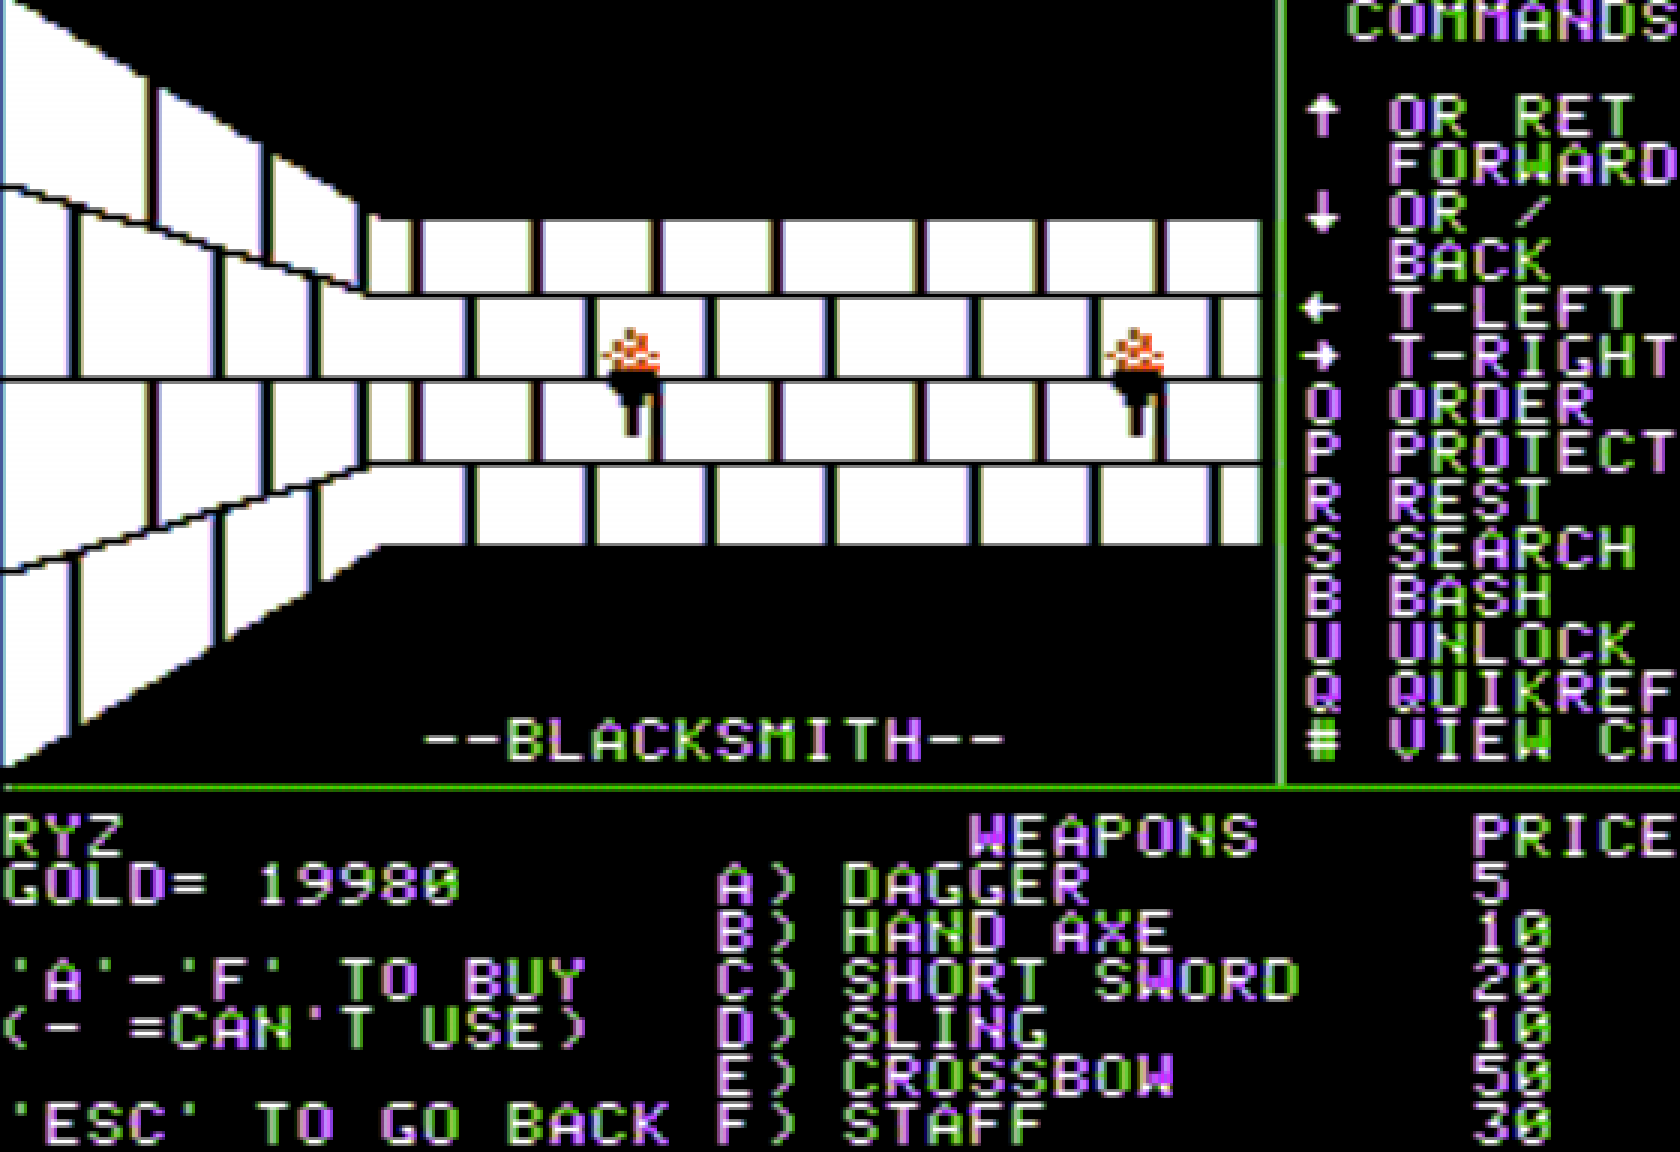 COMMANDS
↑ OR RET
FORWARD
↓ OR /
BACK
← T-LEFT
→ T-RIGHT
O ORDER
P PROTECT
R REST
S SEARCH
B BASH
U UNLOCK
Q QUIKREF
# VIEW CH
--BLACKSMITH--
RYZ
GOLD= 19980
'A'-'F' TO BUY
(- =CAN'T USE)
'ESC' TO GO BACK
WEAPONS PRICE
A) DAGGER 5
B) HAND AXE 10
C) SHORT SWORD 20
D) SLING 10
E) CROSSBOW 50
F) STAFF 30